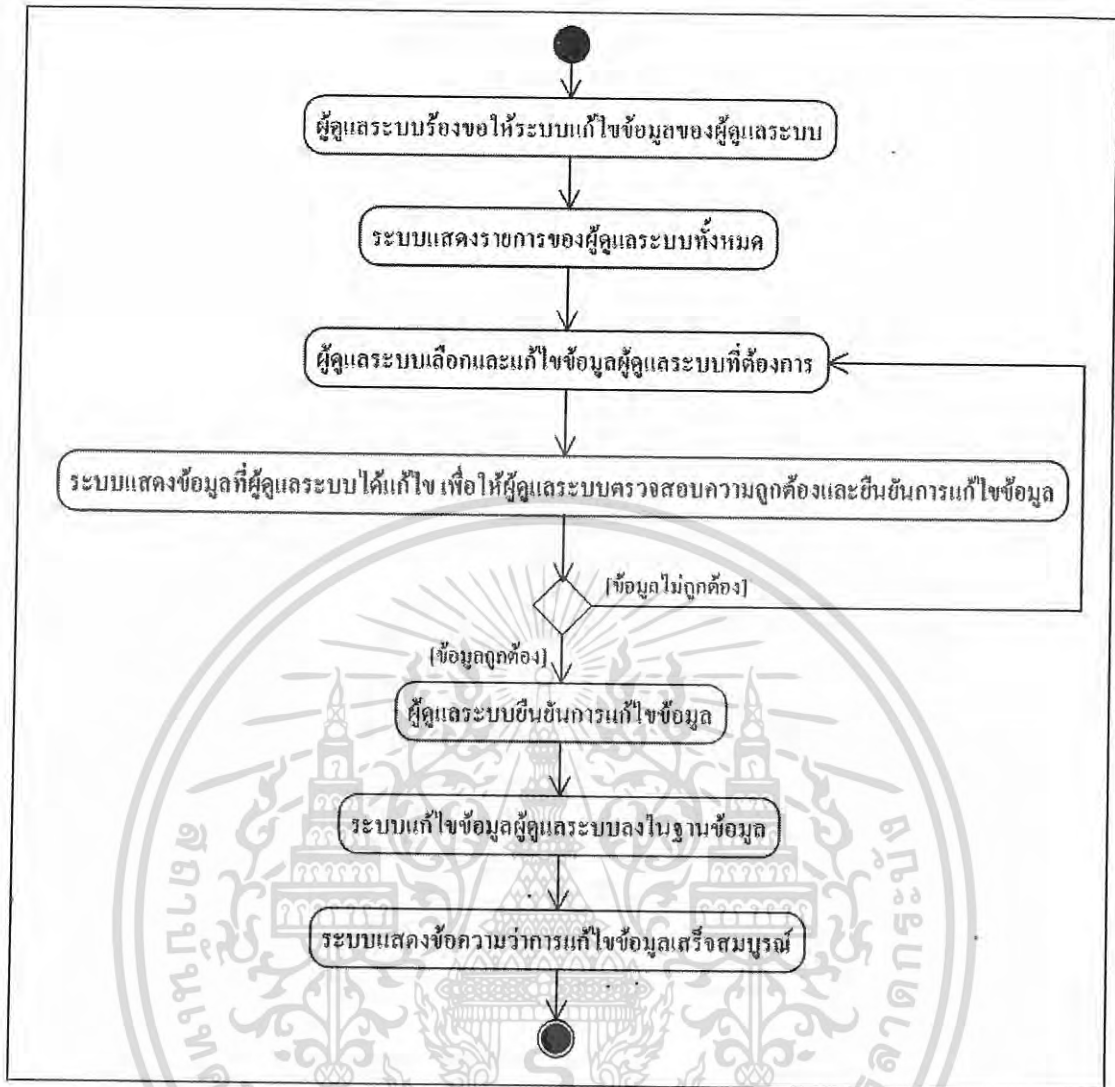 ผู้ดูแลระบบร้องขอให้ระบบแก้ไขข้อมูลของผู้ดูแลระบบ
ระบบแสดงรายการของผู้ดูแลระบบทั้งหมด
ผู้ดูแลระบบเลือกและแก้ไขข้อมูลผู้ดูแลระบบที่ต้องการ
ระบบแสดงข้อมูลที่ผู้ดูแลระบบได้แก้ไข เพื่อให้ผู้ดูแลระบบตรวจสอบความถูกต้องและยืนยันการแก้ไขข้อมูล
[ข้อมูลไม่ถูกต้อง]
[ข้อมูลถูกต้อง]
ผู้ดูแลระบบยืนยันการแก้ไขข้อมูล
ระบบแก้ไขข้อมูลผู้ดูแลระบบลงในฐานข้อมูล
ระบบแสดงข้อความว่าการแก้ไขข้อมูลเสร็จสมบูรณ์